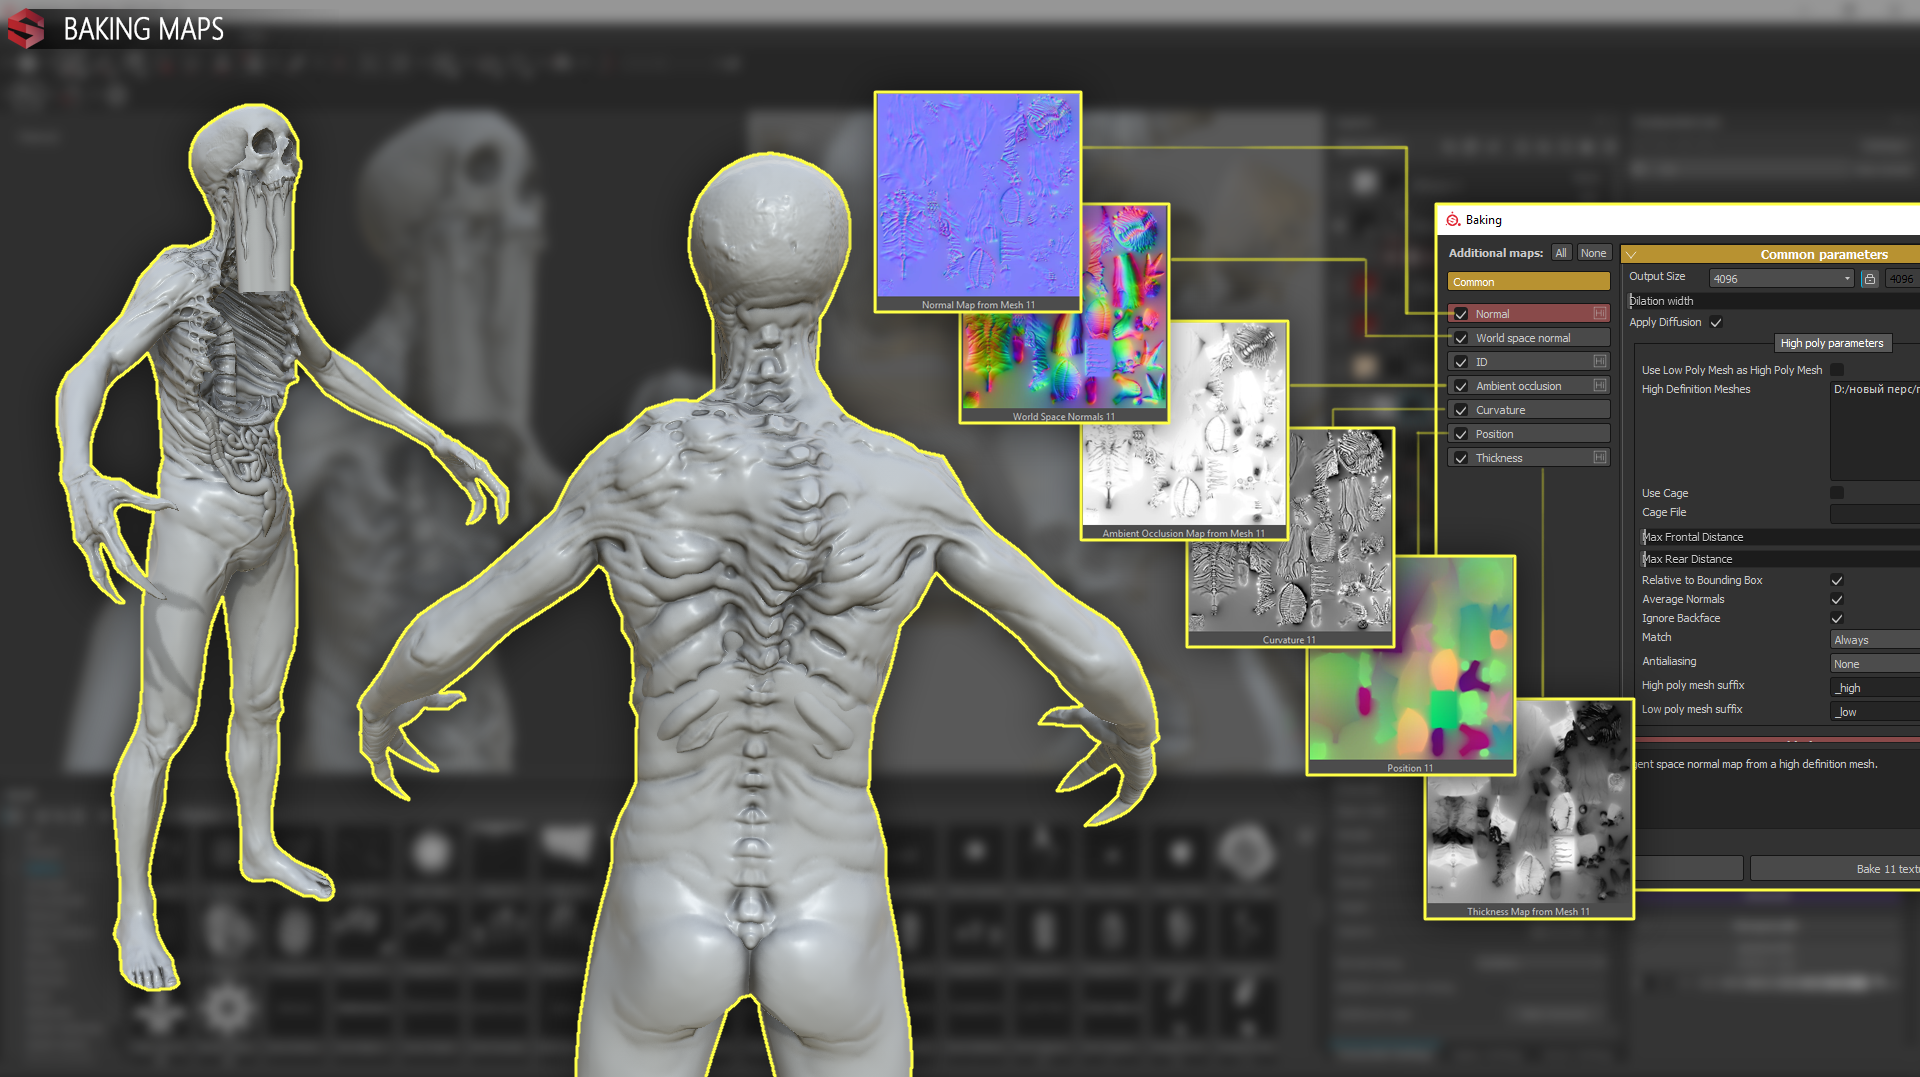 BAKING MAPS
Normal Map from Mesh 11
World Space Normals 11
Ambient Occlusion Map from Mesh 11
Curvature 11
Position 11
Thickness Map from Mesh 11
Baking
Additional maps: All None
Common
Normal Hi
World space normal
ID Hi
Ambient occlusion Hi
Curvature
Position
Thickness Hi
Common parameters
Output Size 4096 4096
Dilation width
Apply Diffusion
High poly parameters
Use Low Poly Mesh as High Poly Mesh
High Definition Meshes D:/новый перс/
Use Cage
Cage File
Max Frontal Distance
Max Rear Distance
Relative to Bounding Box
Average Normals
Ignore Backface
Match Always
Antialiasing None
High poly mesh suffix _high
Low poly mesh suffix _low
ent space normal map from a high definition mesh.
Bake 11 textu